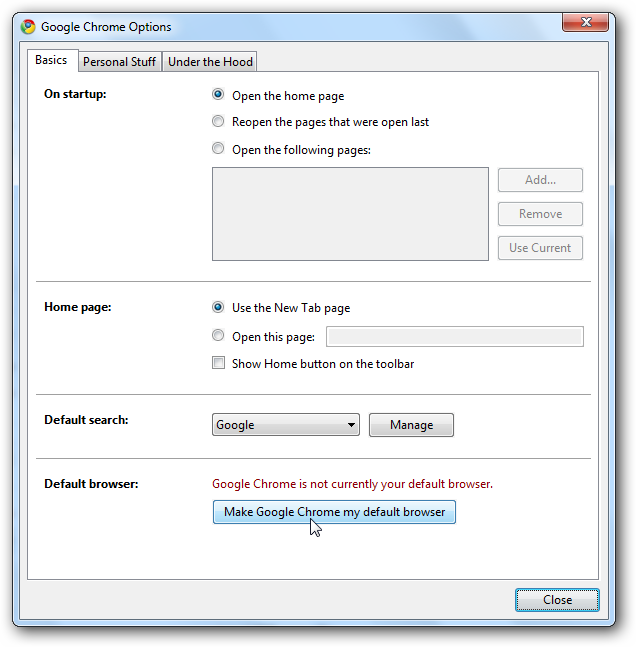 Google Chrome Options
Basics Personal Stuff Under the Hood
On startup: Open the home page
Reopen the pages that were open last
Open the following pages:
Add...
Remove
Use Current
Home page: Use the New Tab page
Open this page:
Show Home button on the toolbar
Default search: Google Manage
Default browser: Google Chrome is not currently your default browser.
Make Google Chrome my default browser
Close